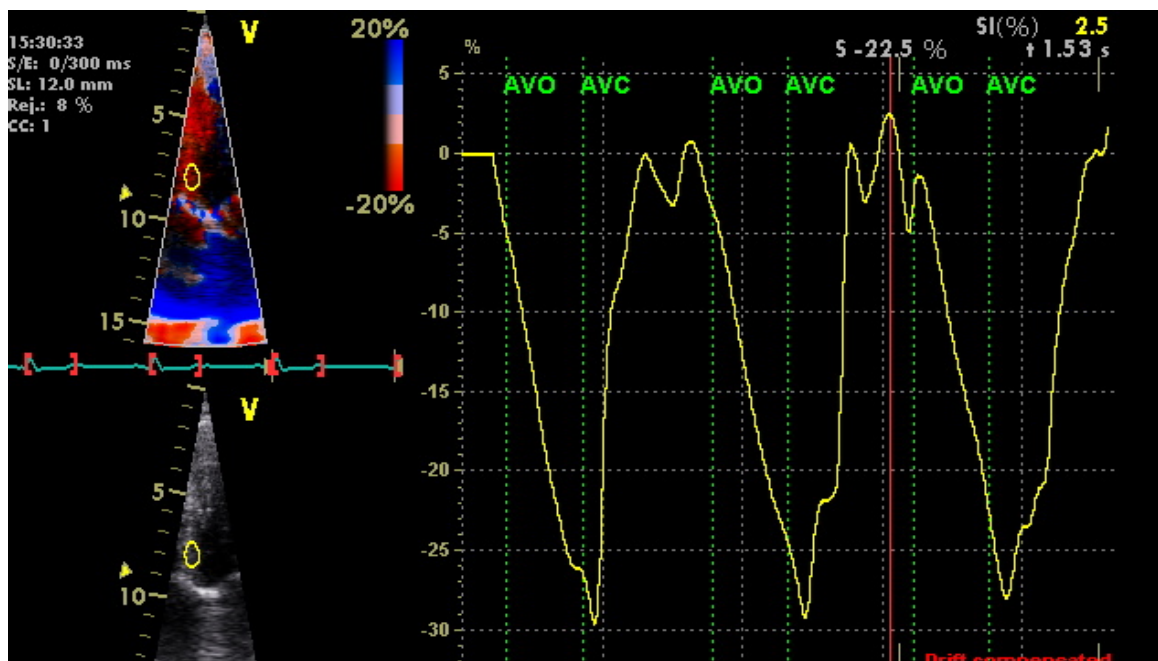 15:30:33
S/E: 0/300 ms
SL: 12.0 mm
Rej.: 8 %
CC: 1
V
20%
-20%
5
10
15
V
5
10
SI(%) 2.5
S -22.5 % t 1.53 s
%
AVO AVC AVO AVC AVO AVC
5
0
-5
-10
-15
-20
-25
-30
Drift compensated